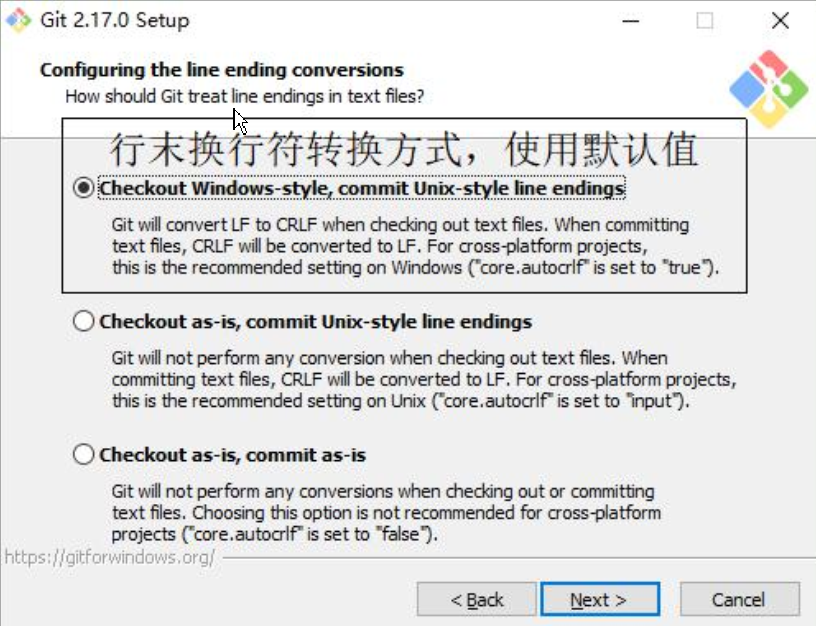 Git 2.17.0 Setup
Configuring the line ending conversions
How should Git treat line endings in text files?
行末换行符转换方式，使用默认值
Checkout Windows-style, commit Unix-style line endings
Git will convert LF to CRLF when checking out text files. When committing
text files, CRLF will be converted to LF. For cross-platform projects,
this is the recommended setting on Windows ("core.autocrlf" is set to "true").
Checkout as-is, commit Unix-style line endings
Git will not perform any conversion when checking out text files. When
committing text files, CRLF will be converted to LF. For cross-platform projects,
this is the recommended setting on Unix ("core.autocrlf" is set to "input").
Checkout as-is, commit as-is
Git will not perform any conversions when checking out or committing
text files. Choosing this option is not recommended for cross-platform
projects ("core.autocrlf" is set to "false").
https://gitforwindows.org/
< Back
Next >
Cancel